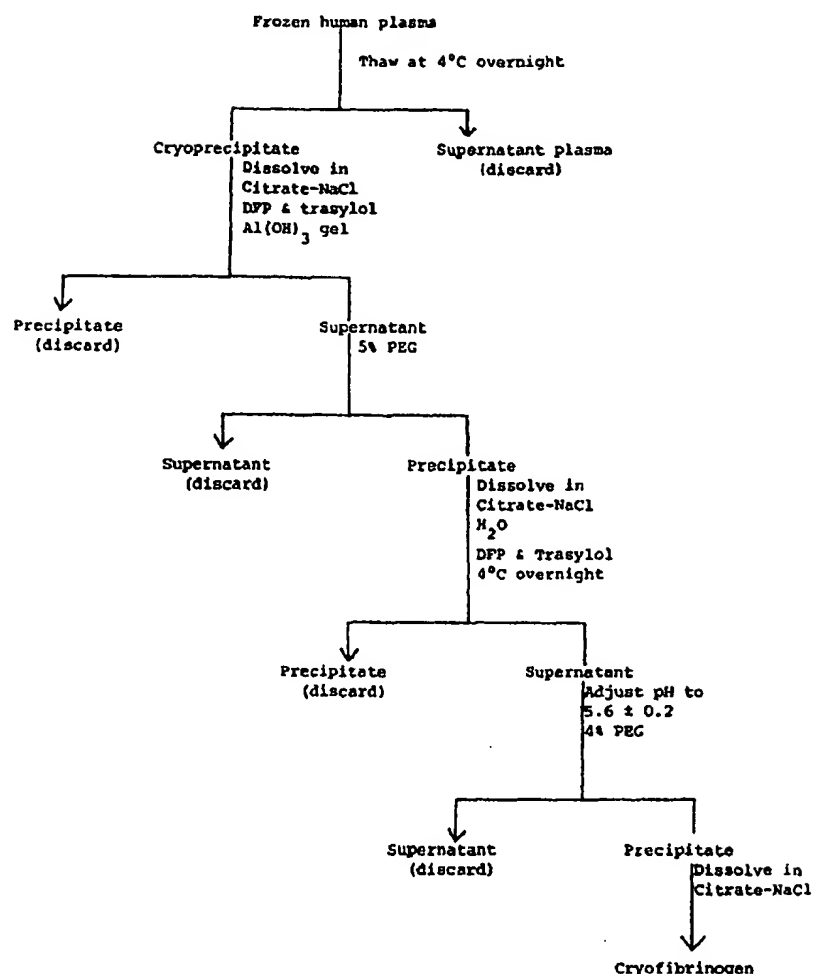 Frozen human plasma
Thaw at 4°C overnight
Cryoprecipitate
Dissolve in
Citrate-NaCl
DFP & trasylol
Al(OH)3 gel
Supernatant plasma
(discard)
Precipitate
(discard)
Supernatant
5% PEG
Supernatant
(discard)
Precipitate
Dissolve in
Citrate-NaCl
H2O
DFP & Trasylol
4°C overnight
Precipitate
(discard)
Supernatant
Adjust pH to
5.6 ± 0.2
4% PEG
Supernatant
(discard)
Precipitate
Dissolve in
Citrate-NaCl
Cryofibrinogen